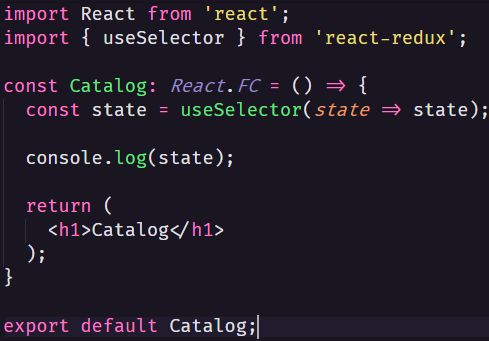 import React from 'react';
import { useSelector } from 'react-redux';
const Catalog: React.FC = () => {
const state = useSelector(state => state);
console.log(state);
return (
<h1>Catalog</h1>
);
}
export default Catalog;